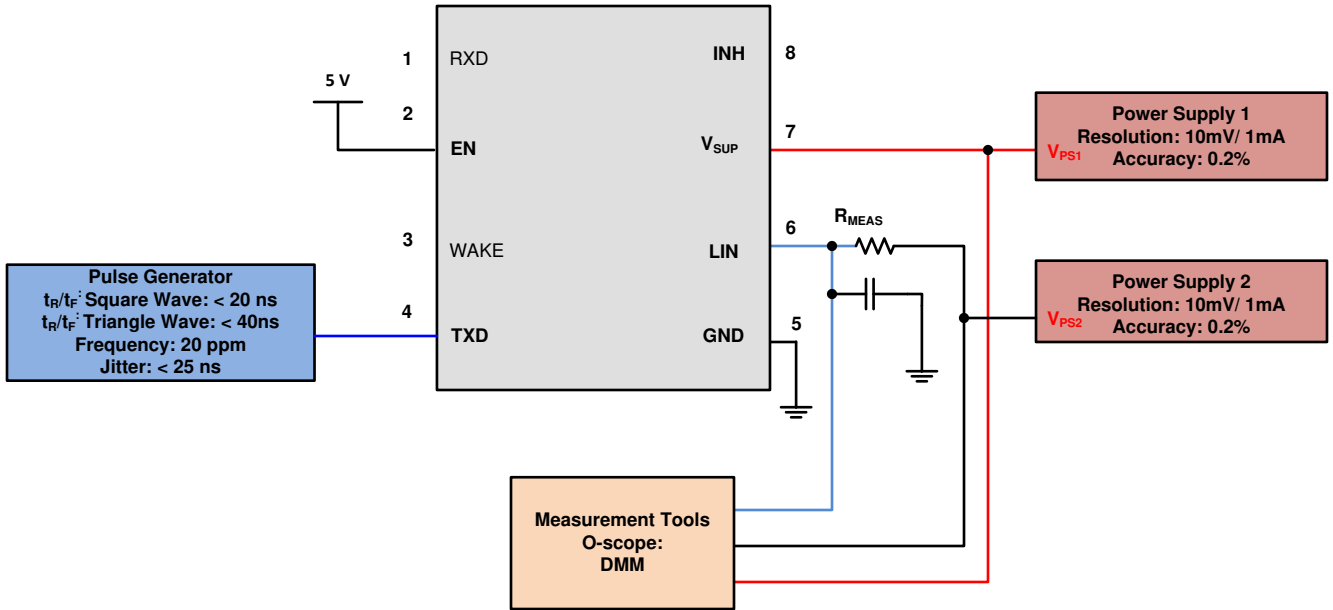 5 V
1
RXD
2
EN
3
WAKE
4
TXD
INH
8
VSUP
7
LIN
6
GND
5
RMEAS
Pulse Generator
tR/tF: Square Wave: < 20 ns
tR/tF: Triangle Wave: < 40ns
Frequency: 20 ppm
Jitter: < 25 ns
Power Supply 1
Resolution: 10mV/ 1mA
Accuracy: 0.2%
VPS1
Power Supply 2
Resolution: 10mV/ 1mA
Accuracy: 0.2%
VPS2
Measurement Tools
O-scope:
DMM